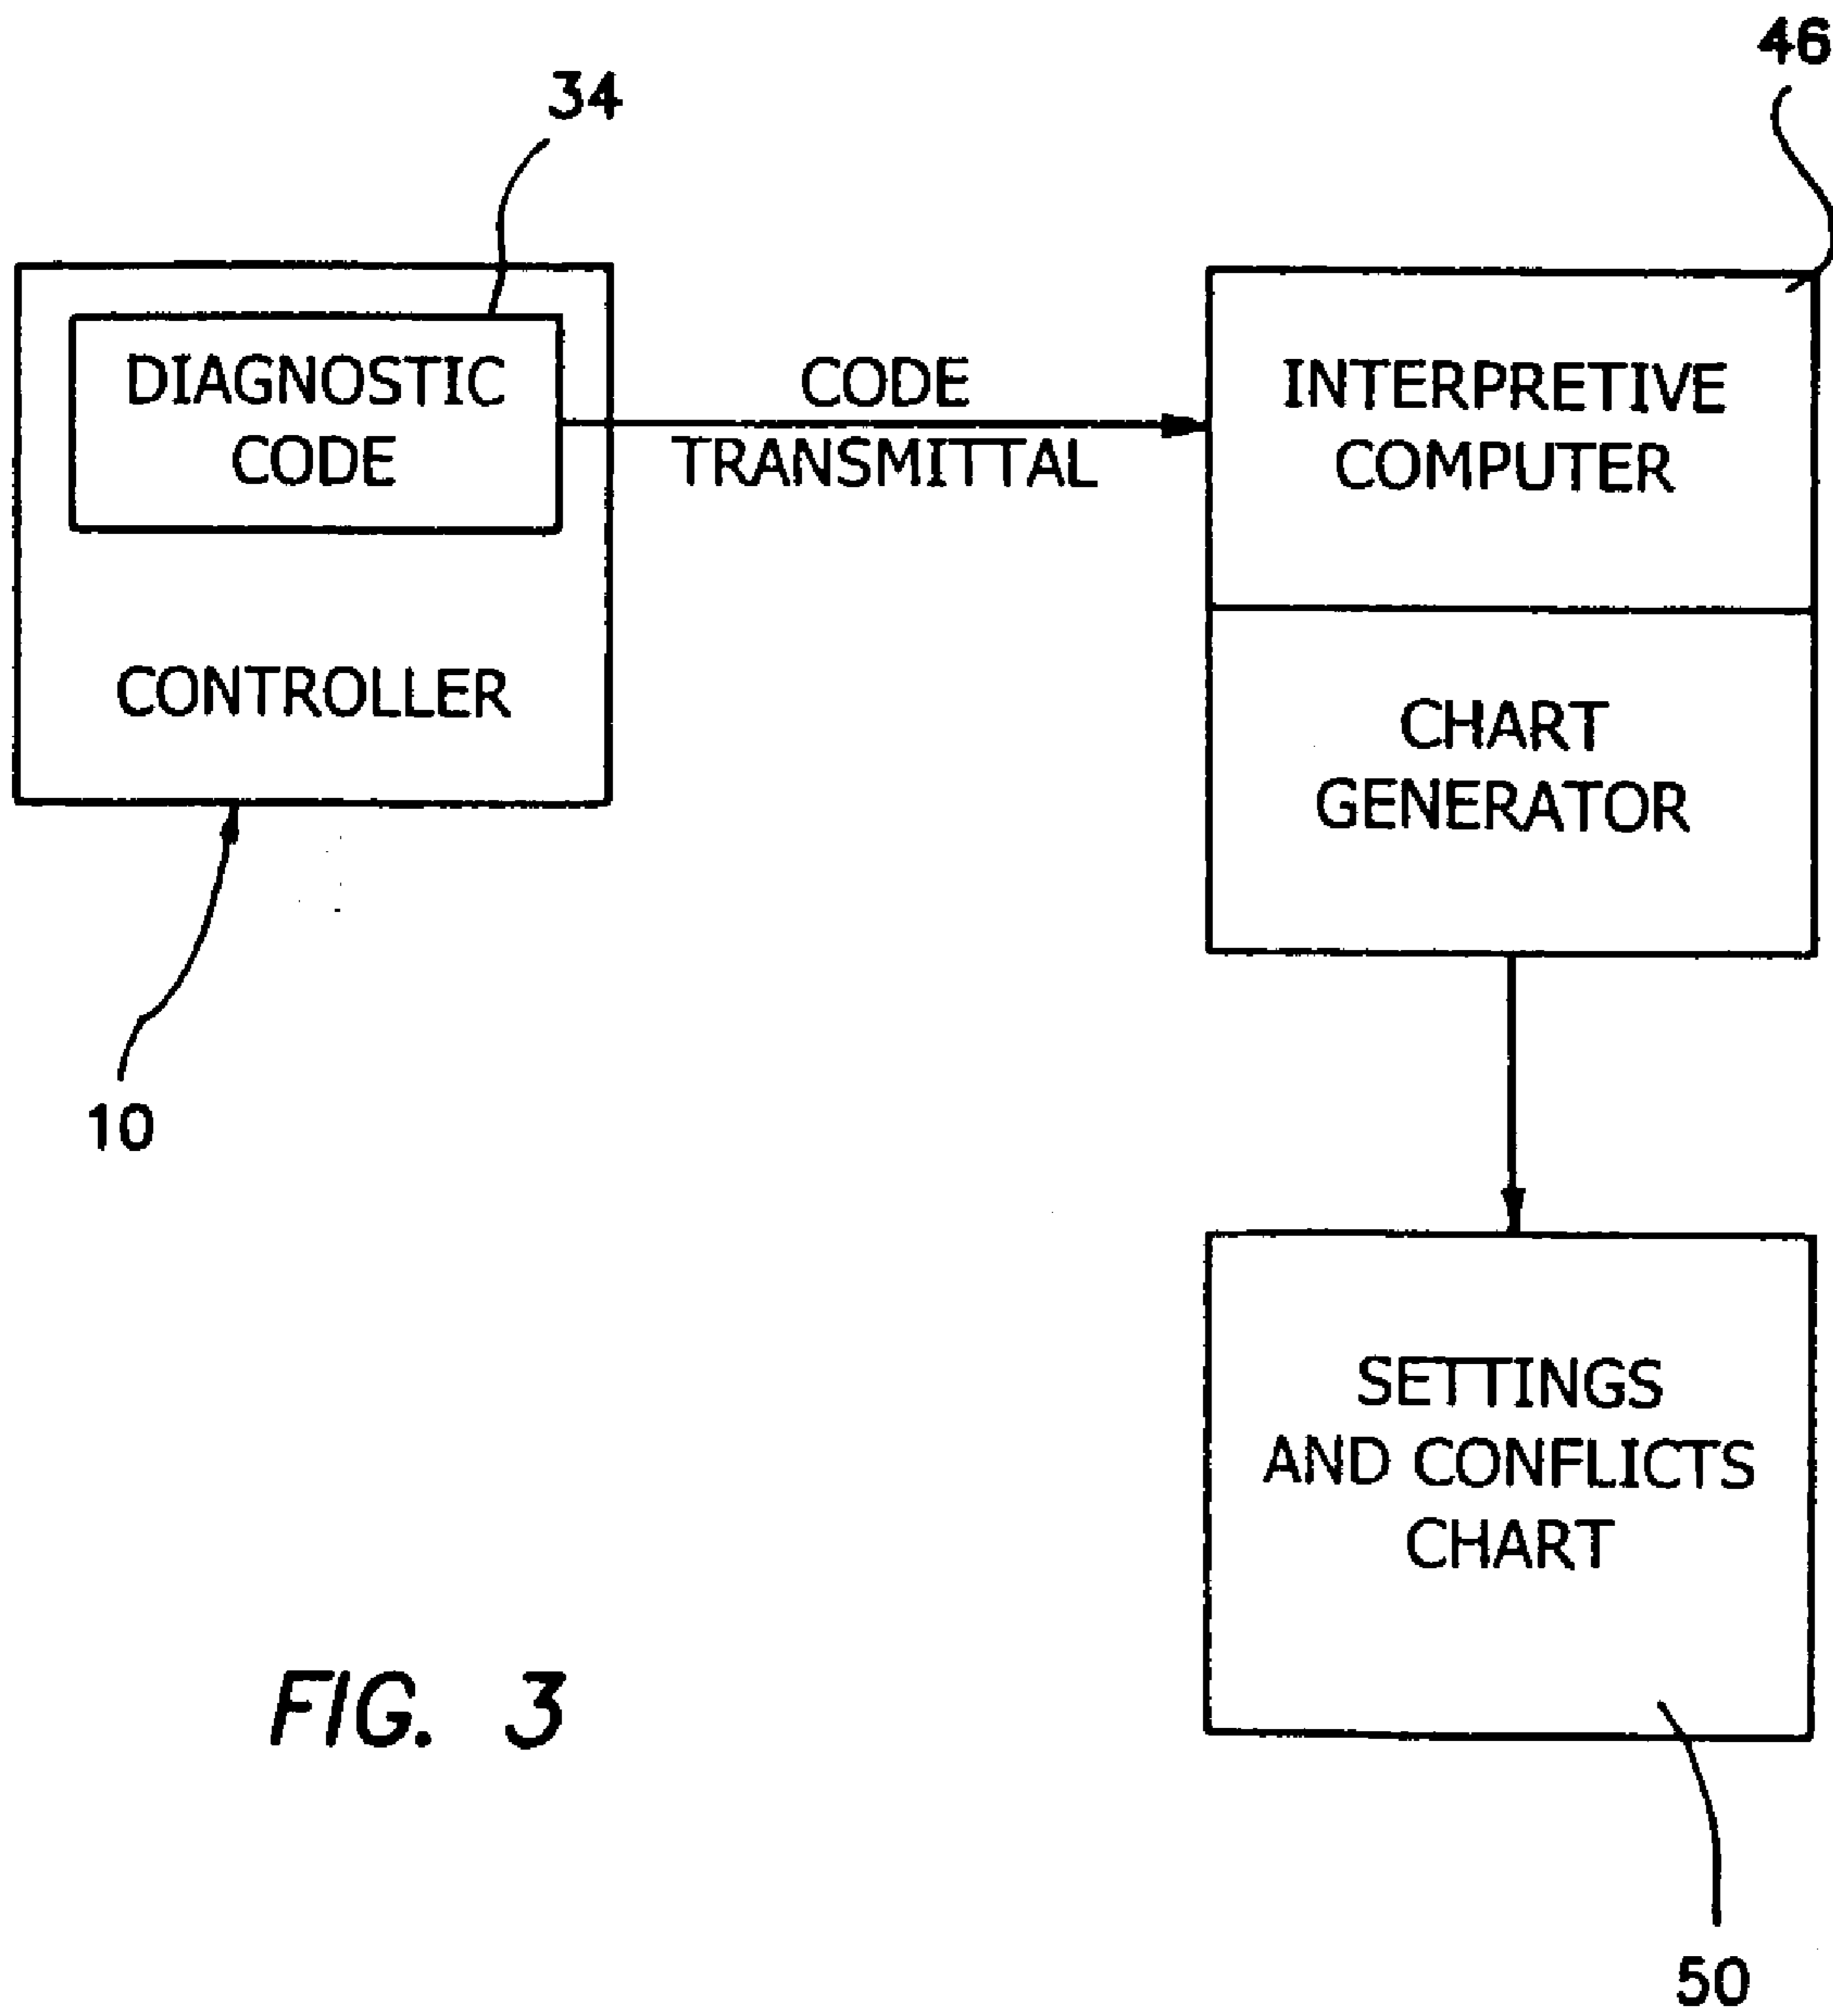 34
46
DIAGNOSTIC
CODE
CONTROLLER
10
CODE
TRANSMITTAL
INTERPRETIVE
COMPUTER
CHART
GENERATOR
SETTINGS
AND CONFLICTS
CHART
50
FIG. 3